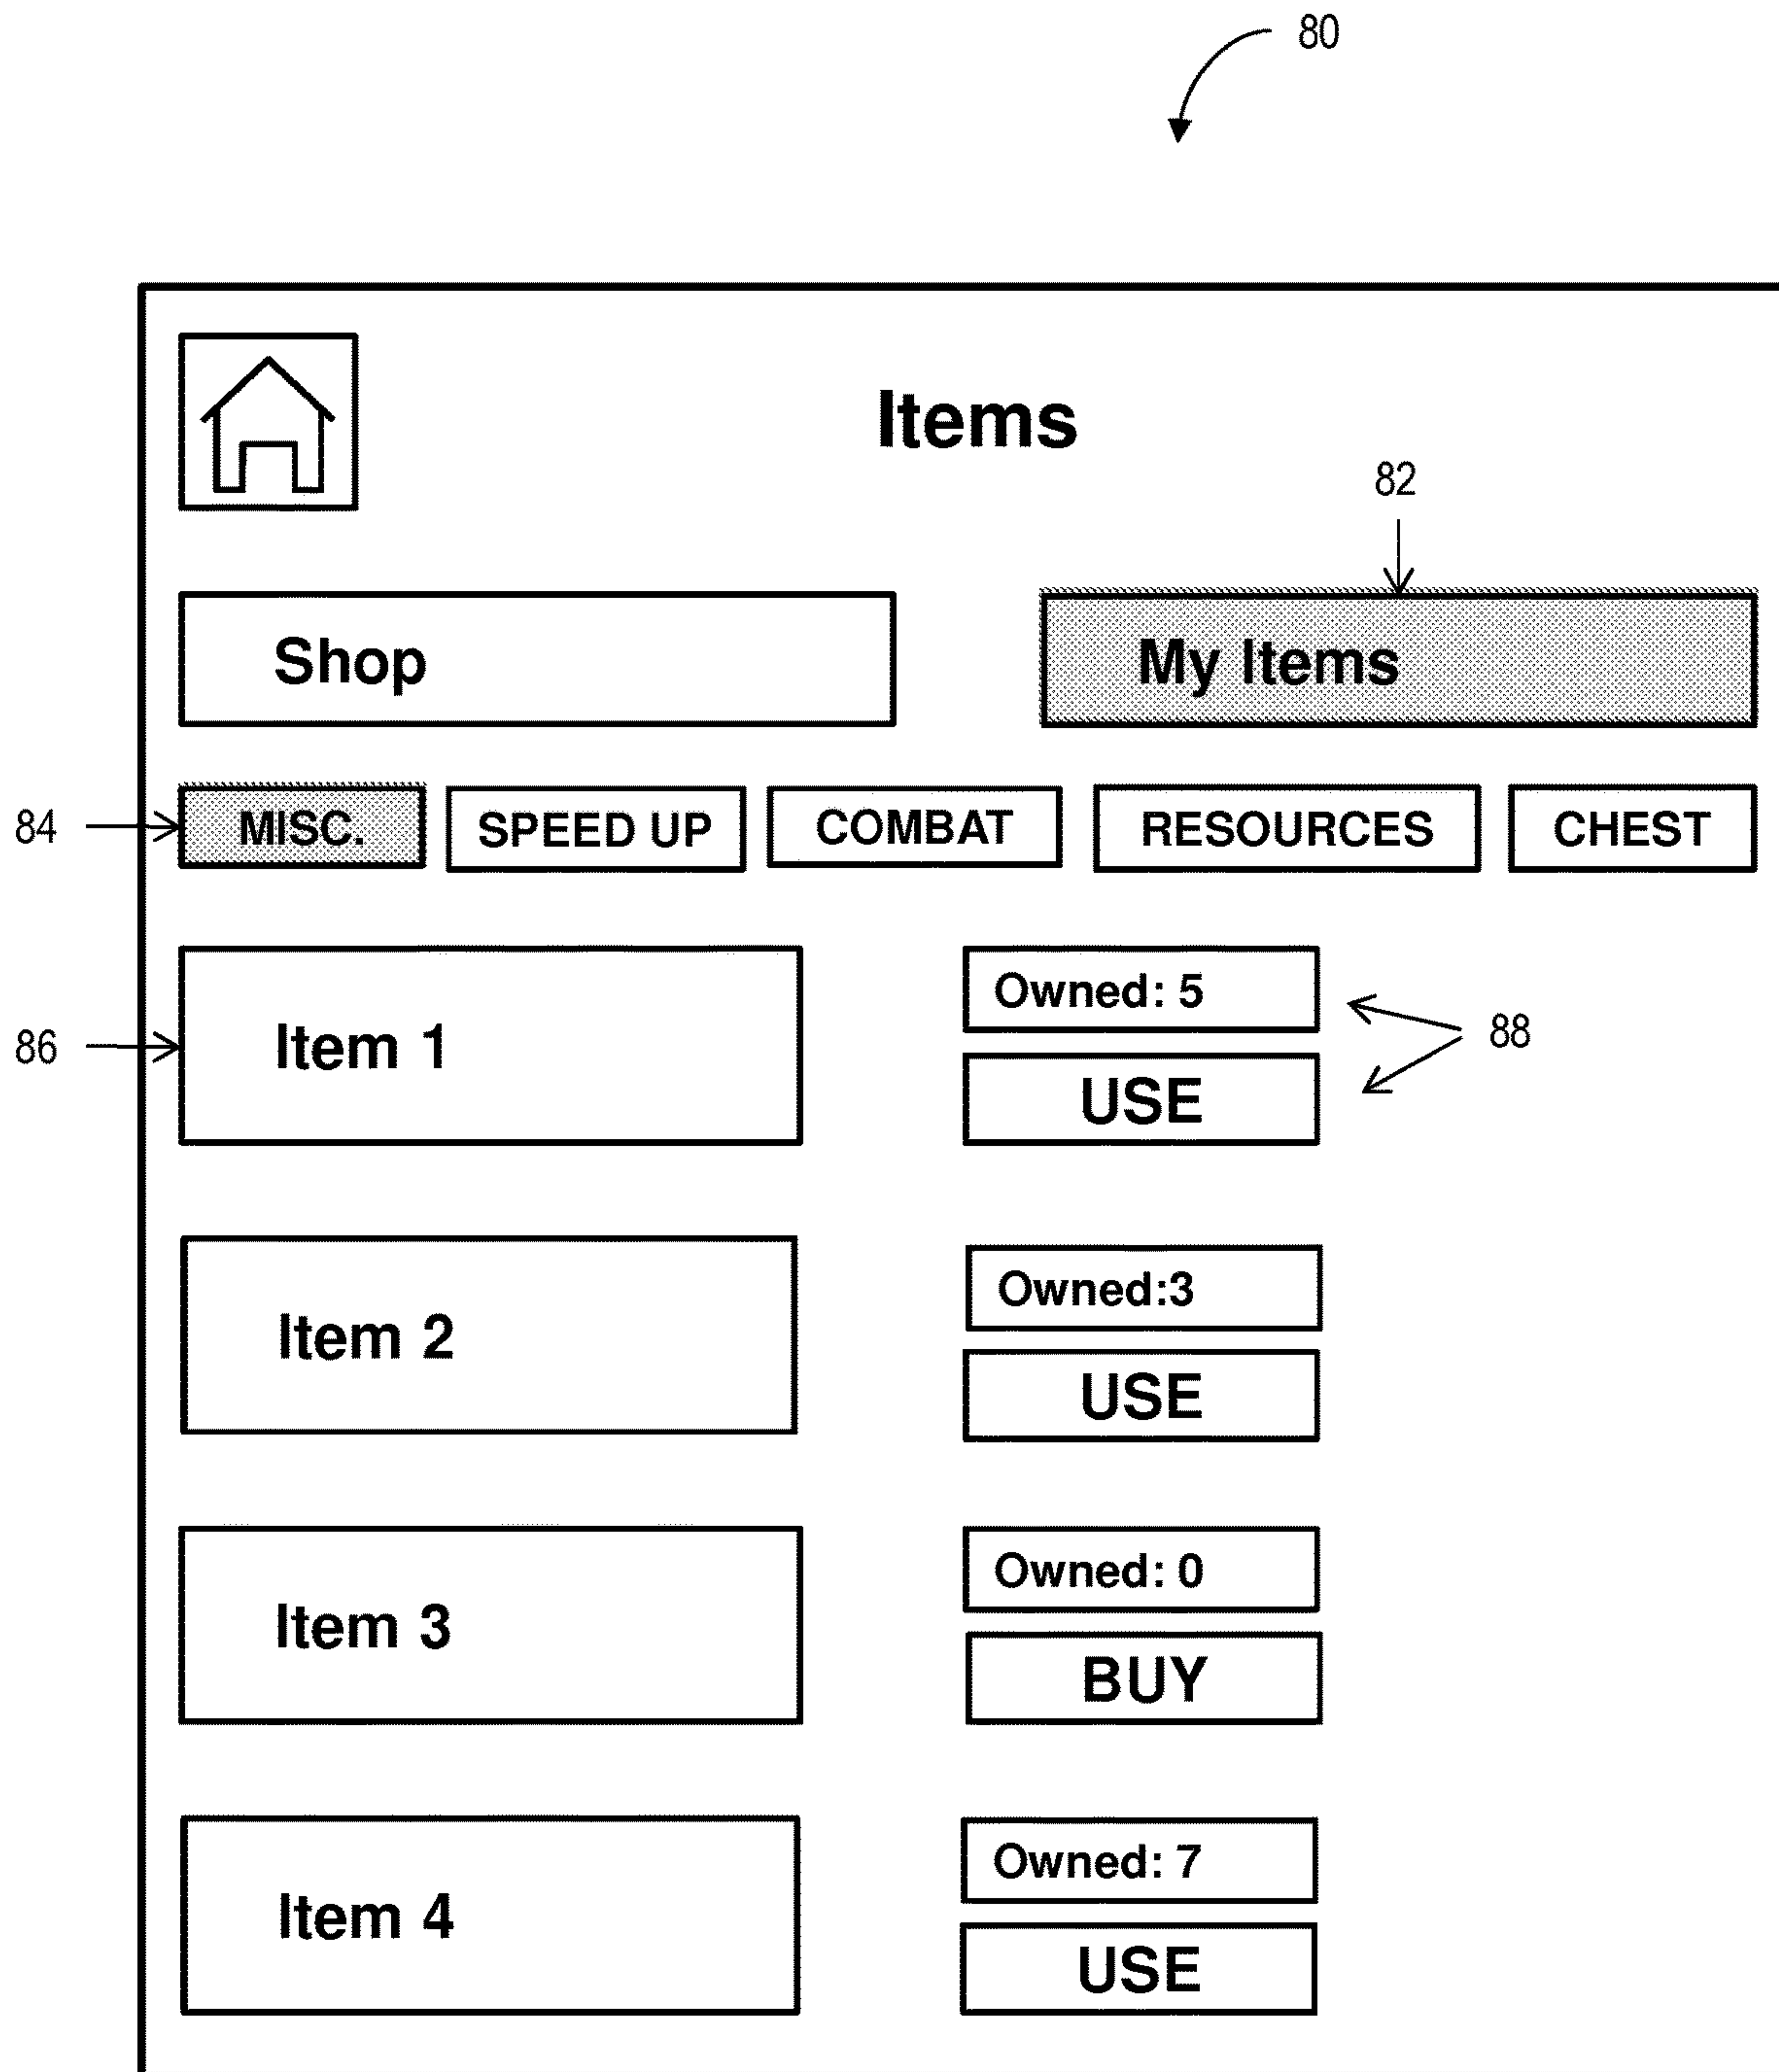 80
Items
82
Shop
My Items
84
MISC.
SPEED UP
COMBAT
RESOURCES
CHEST
Owned: 5
86
Item 1
88
USE
Owned:3
Item 2
USE
Owned: 0
Item 3
BUY
Owned: 7
Item 4
USE